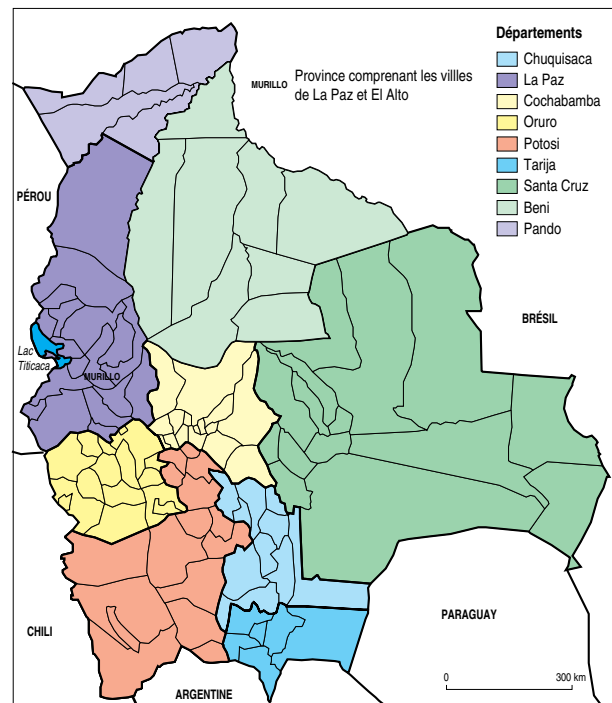 Départements
Chuquisaca
La Paz
Cochabamba
Oruro
Potosi
Tarija
Santa Cruz
Beni
Pando
MURILLO Province comprenant les villles
de La Paz et El Alto
PÉROU
BRÉSIL
Lac
Titicaca
MURILLO
CHILI
PARAGUAY
ARGENTINE
0 300 km